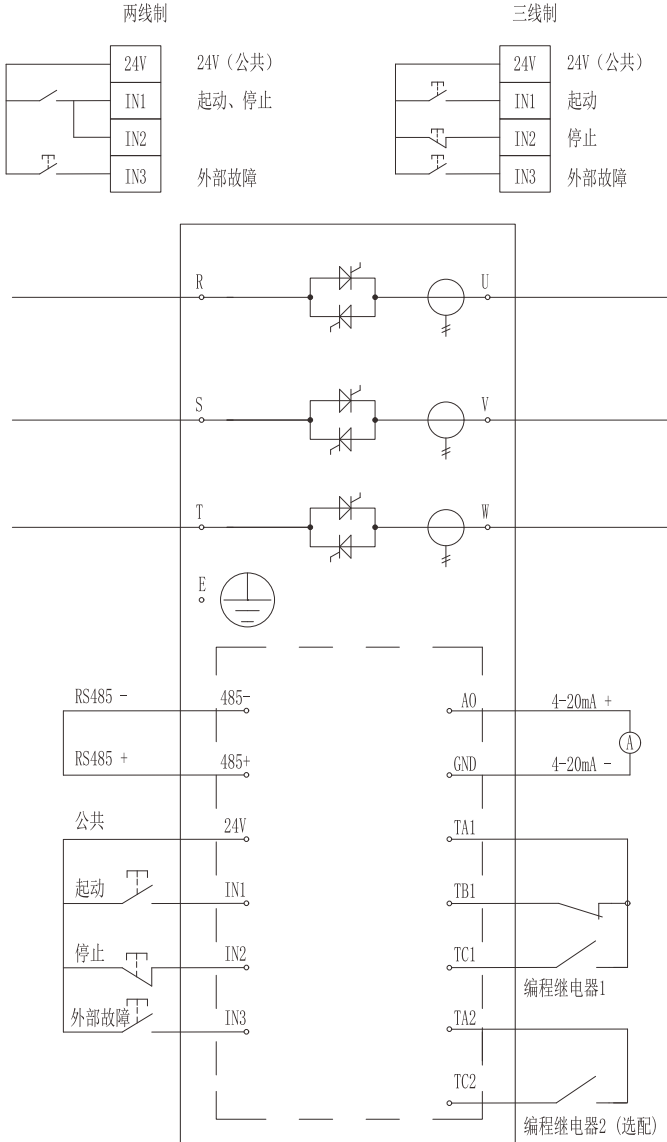 两线制
24V 24V（公共）
IN1 起动、停止
IN2
IN3 外部故障
三线制
24V 24V（公共）
IN1 起动
IN2 停止
IN3 外部故障
R U
S V
T W
E
RS485 - 485-
RS485 + 485+
公共 24V
起动 IN1
停止 IN2
外部故障 IN3
AO 4-20mA +
A
GND 4-20mA -
TA1
TB1
TC1
编程继电器1
TA2
TC2
编程继电器2（选配）